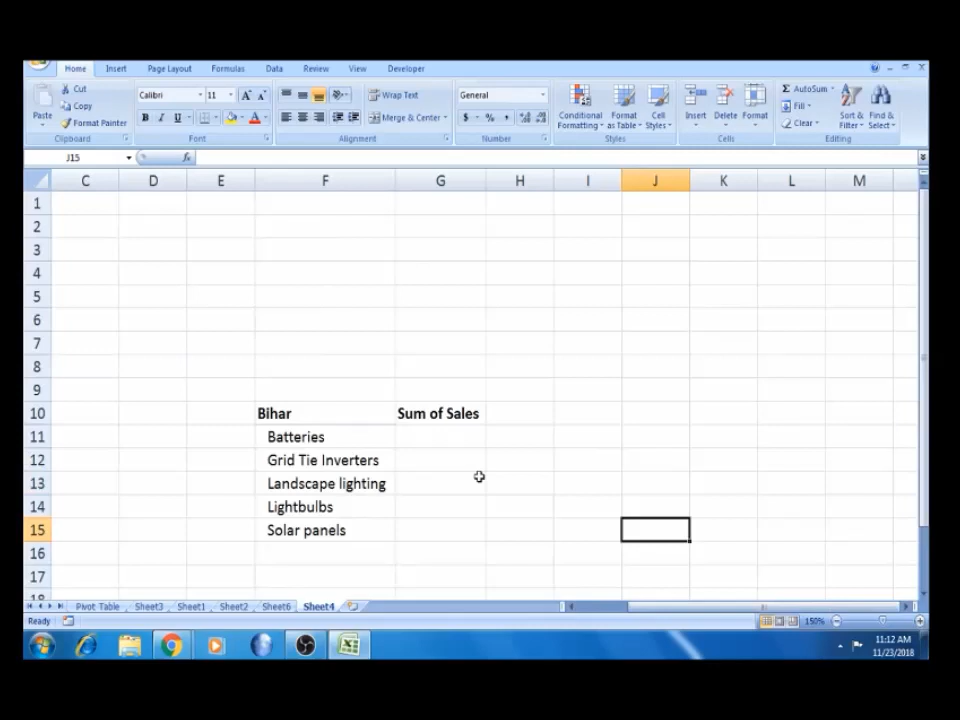 Home Insert Page Layout Formulas Data Review View Developer
Cut
Copy
Format Painter
Paste
Clipboard
Calibri 11 A A
B I U A
Font
Wrap Text
Merge & Center
Alignment
General
$ % ,
Number
Conditional Formatting
Format as Table
Cell Styles
Styles
Insert Delete Format
Cells
Σ AutoSum
Fill
Clear
Sort & Filter
Find & Select
Editing
J15 fx
C D E F G H I J K L M
1
2
3
4
5
6
7
8
9
10 Bihar Sum of Sales
11 Batteries
12 Grid Tie Inverters
13 Landscape lighting
14 Lightbulbs
15 Solar panels
16
17
18
Pivot Table Sheet3 Sheet1 Sheet2 Sheet6 Sheet4
Ready 150%
11:12 AM
11/23/2018